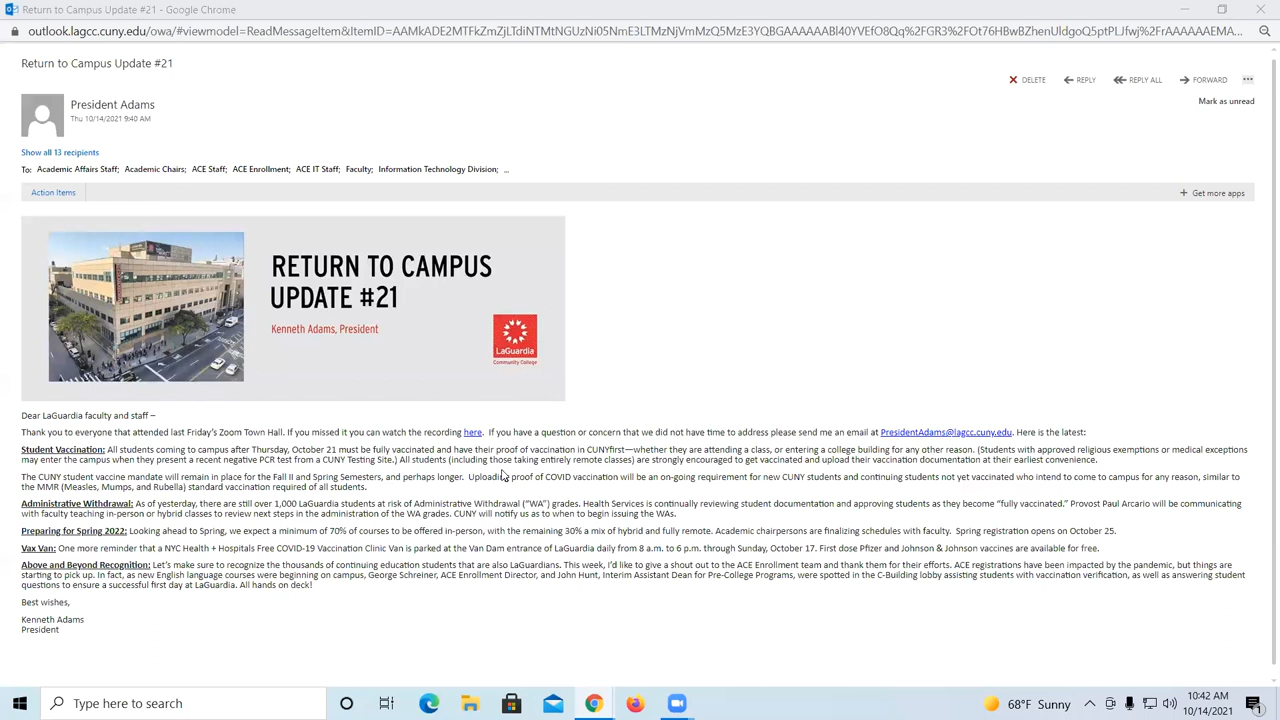 Return to Campus Update #21 - Google Chrome
outlook.lagcc.cuny.edu/owa/#viewmodel=ReadMessageItem&ItemID=
Return to Campus Update #21
DELETE REPLY REPLY ALL FORWARD ...
President Adams
Thu 10/14/2021 9:40 AM
Mark as unread
Show all 13 recipients
To: Academic Affairs Staff; Academic Chairs; ACE Staff; ACE Enrollment; ACE IT Staff; Faculty; Information Technology Division; ...
Action Items
+ Get more apps
RETURN TO CAMPUS
UPDATE #21
Kenneth Adams, President
LaGuardia
Community College
Dear LaGuardia faculty and staff –
Thank you to everyone that attended last Friday's Zoom Town Hall. If you missed it you can watch the recording here. If you have a question or concern that we did not have time to address please send me an email at PresidentAdams@lagcc.cuny.edu. Here is the latest:
Student Vaccination: All students coming to campus after Thursday, October 21 must be fully vaccinated and have their proof of vaccination in CUNYfirst—whether they are attending a class, or entering a college building for any other reason. (Students with approved religious exemptions or medical exceptions
may enter the campus when they present a recent negative PCR test from a CUNY Testing Site.) All students (including those taking entirely remote classes) are strongly encouraged to get vaccinated and upload their vaccination documentation at their earliest convenience.
The CUNY student vaccine mandate will remain in place for the Fall II and Spring Semesters, and perhaps longer. Uploading proof of COVID vaccination will be an on-going requirement for new CUNY students and continuing students not yet vaccinated who intend to come to campus for any reason, similar to
the MMR (Measles, Mumps, and Rubella) standard vaccination required of all students.
Administrative Withdrawal: As of yesterday, there are still over 1,000 LaGuardia students at risk of Administrative Withdrawal ("WA") grades. Health Services is continually reviewing student documentation and approving students as they become "fully vaccinated." Provost Paul Arcario will be communicating
with faculty teaching in-person or hybrid classes to review next steps in the administration of the WA grades. CUNY will notify us as to when to begin issuing the WAs.
Preparing for Spring 2022: Looking ahead to Spring, we expect a minimum of 70% of courses to be offered in-person, with the remaining 30% a mix of hybrid and fully remote. Academic chairpersons are finalizing schedules with faculty. Spring registration opens on October 25.
Vax Van: One more reminder that a NYC Health + Hospitals Free COVID-19 Vaccination Clinic Van is parked at the Van Dam entrance of LaGuardia daily from 8 a.m. to 6 p.m. through Sunday, October 17. First dose Pfizer and Johnson & Johnson vaccines are available for free.
Above and Beyond Recognition: Let's make sure to recognize the thousands of continuing education students that are also LaGuardians. This week, I'd like to give a shout out to the ACE Enrollment team and thank them for their efforts. ACE registrations have been impacted by the pandemic, but things are
starting to pick up. In fact, as new English language courses were beginning on campus, George Schreiner, ACE Enrollment Director, and John Hunt, Interim Assistant Dean for Pre-College Programs, were spotted in the C-Building lobby assisting students with vaccination verification, as well as answering student
questions to ensure a successful first day at LaGuardia. All hands on deck!
Best wishes,
Kenneth Adams
President
Type here to search
68°F Sunny
10:42 AM
10/14/2021
1